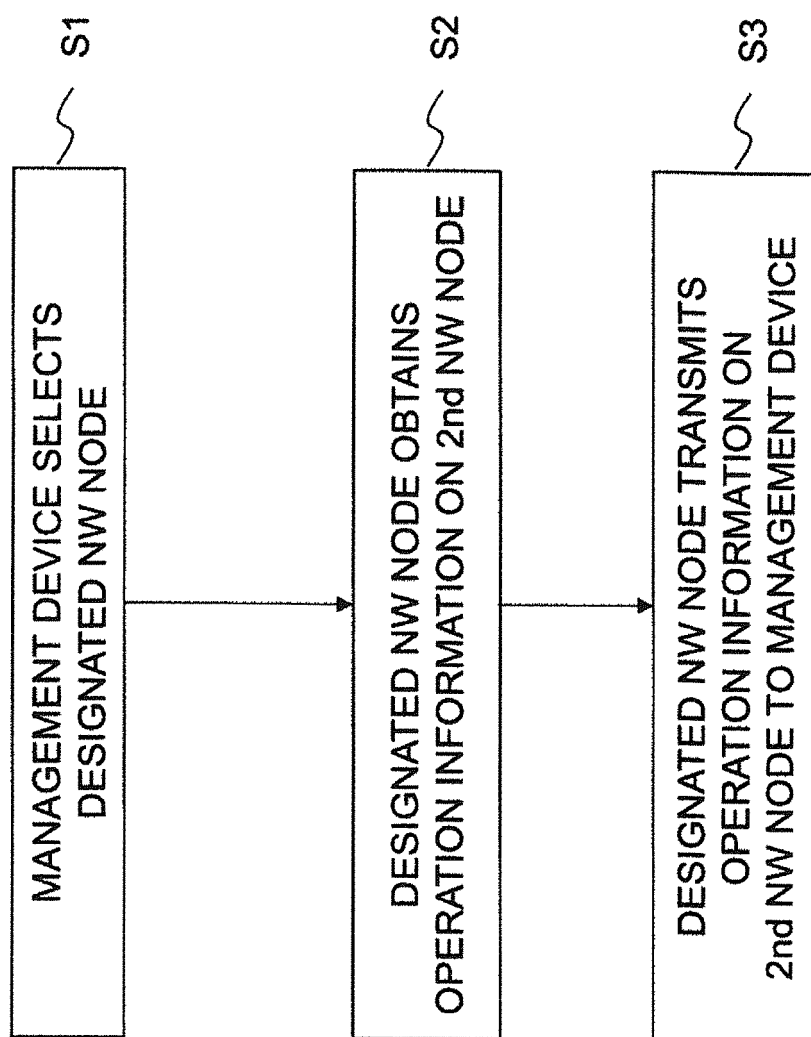 MANAGEMENT DEVICE SELECTS
DESIGNATED NW NODE
S1
DESIGNATED NW NODE OBTAINS
OPERATION INFORMATION ON 2nd NW NODE
S2
DESIGNATED NW NODE TRANSMITS
OPERATION INFORMATION ON
2nd NW NODE TO MANAGEMENT DEVICE
S3